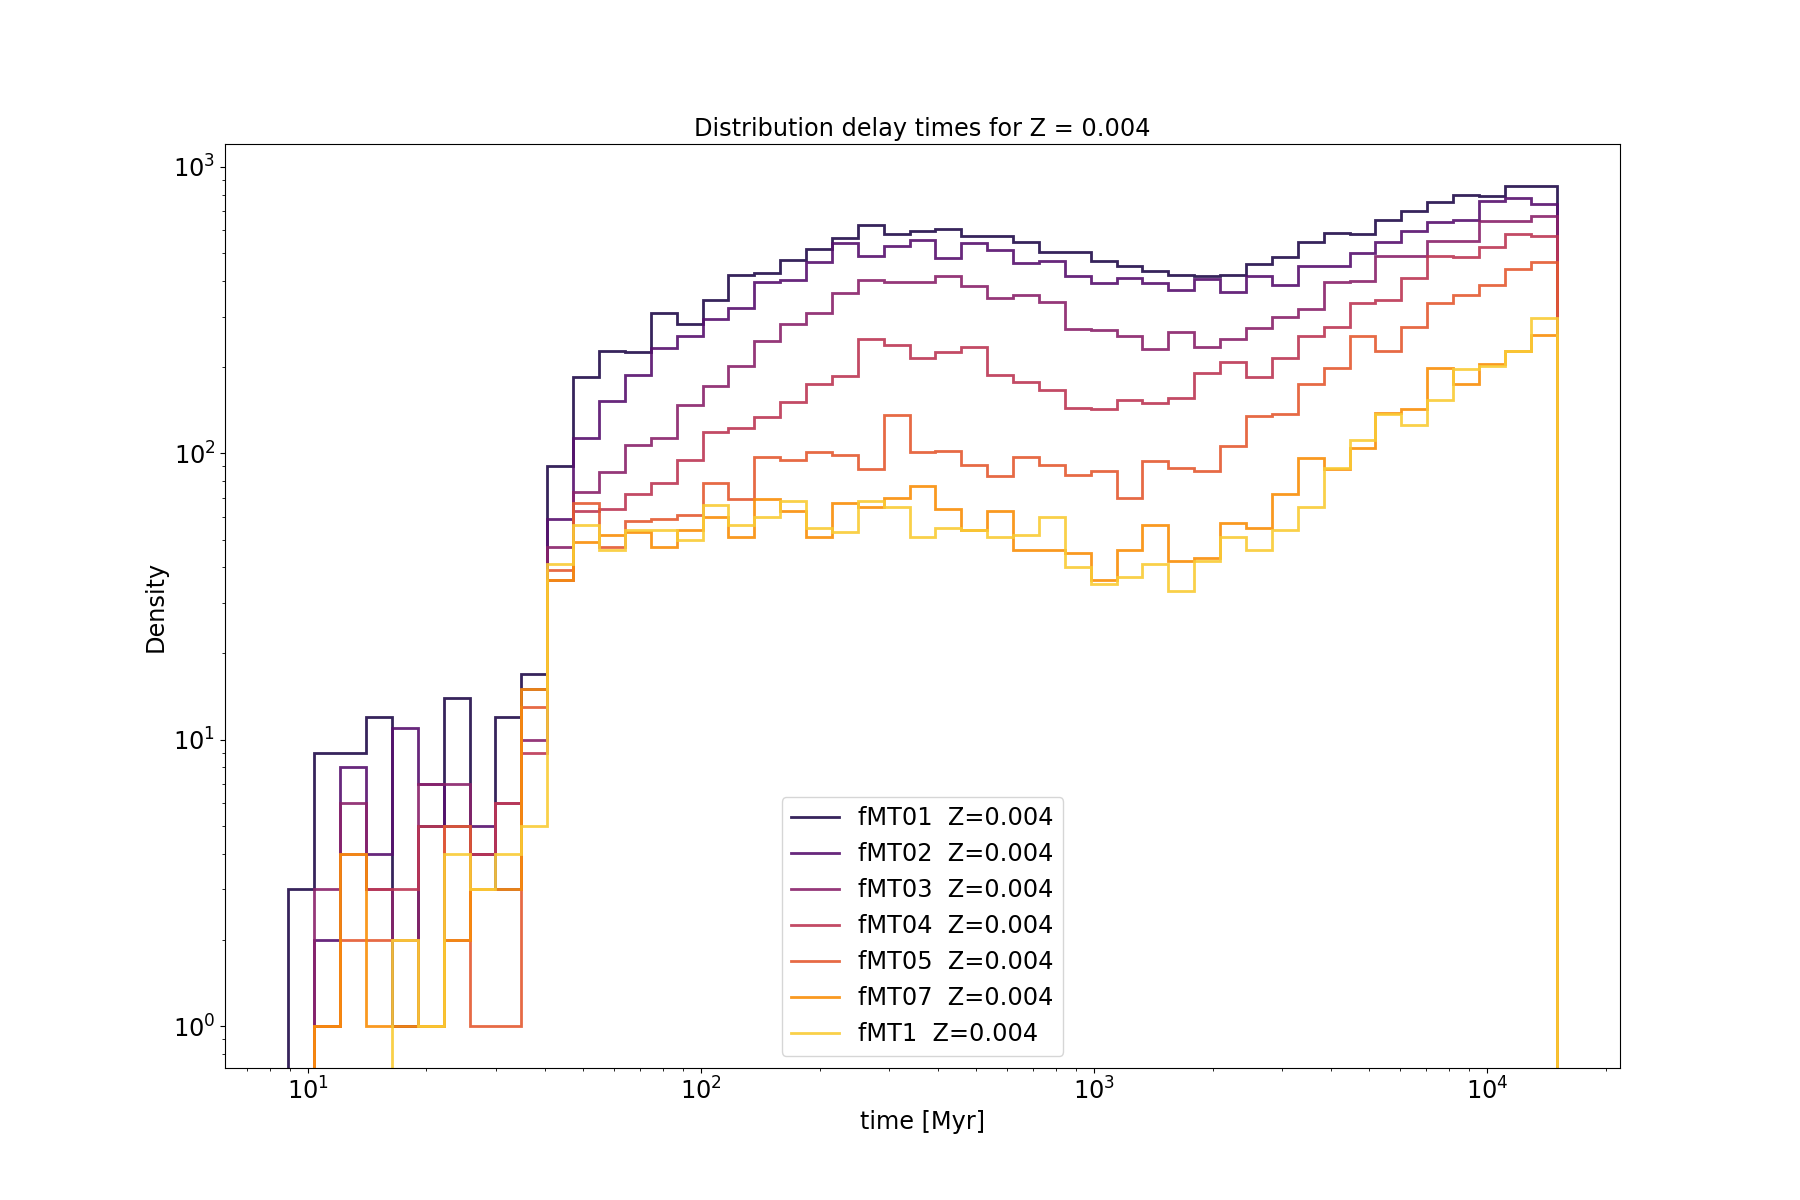 Distribution delay times for Z = 0.004
10³
10²
10¹
10⁰
Density
fMT01 Z=0.004
fMT02 Z=0.004
fMT03 Z=0.004
fMT04 Z=0.004
fMT05 Z=0.004
fMT07 Z=0.004
fMT1 Z=0.004
10¹ 10² 10³ 10⁴
time [Myr]